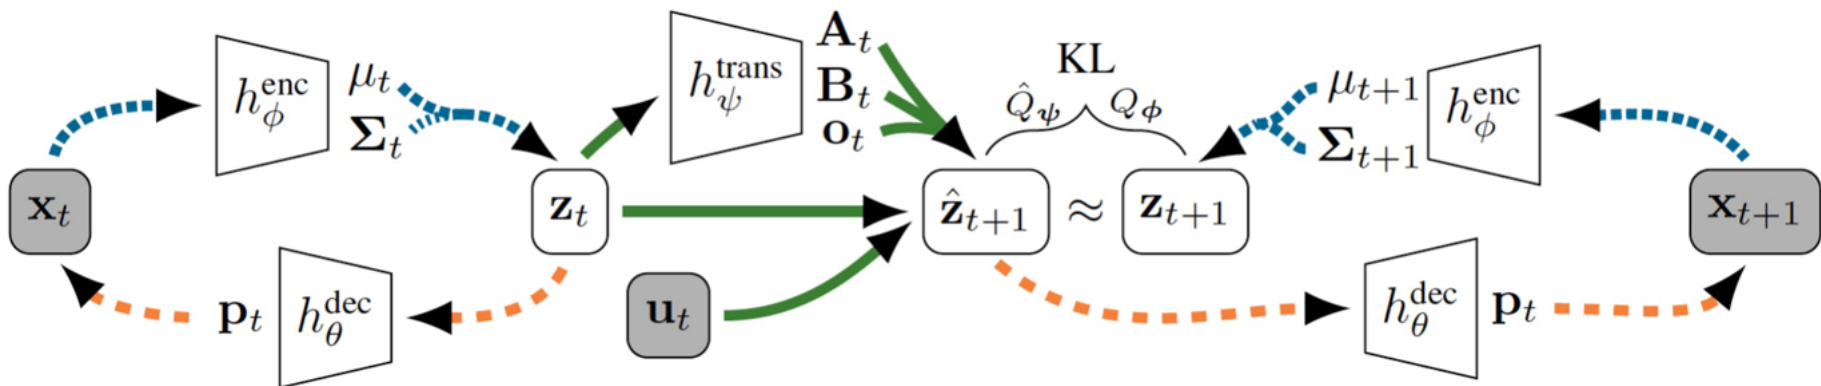 x_t
h_ϕ^enc
μ_t
Σ_t
z_t
h_ψ^trans
A_t
B_t
o_t
KL
Q̂_ψ Q_ϕ
ẑ_{t+1} ≈ z_{t+1}
μ_{t+1}
Σ_{t+1}
h_ϕ^enc
x_{t+1}
p_t
h_θ^dec
u_t
h_θ^dec
p_t